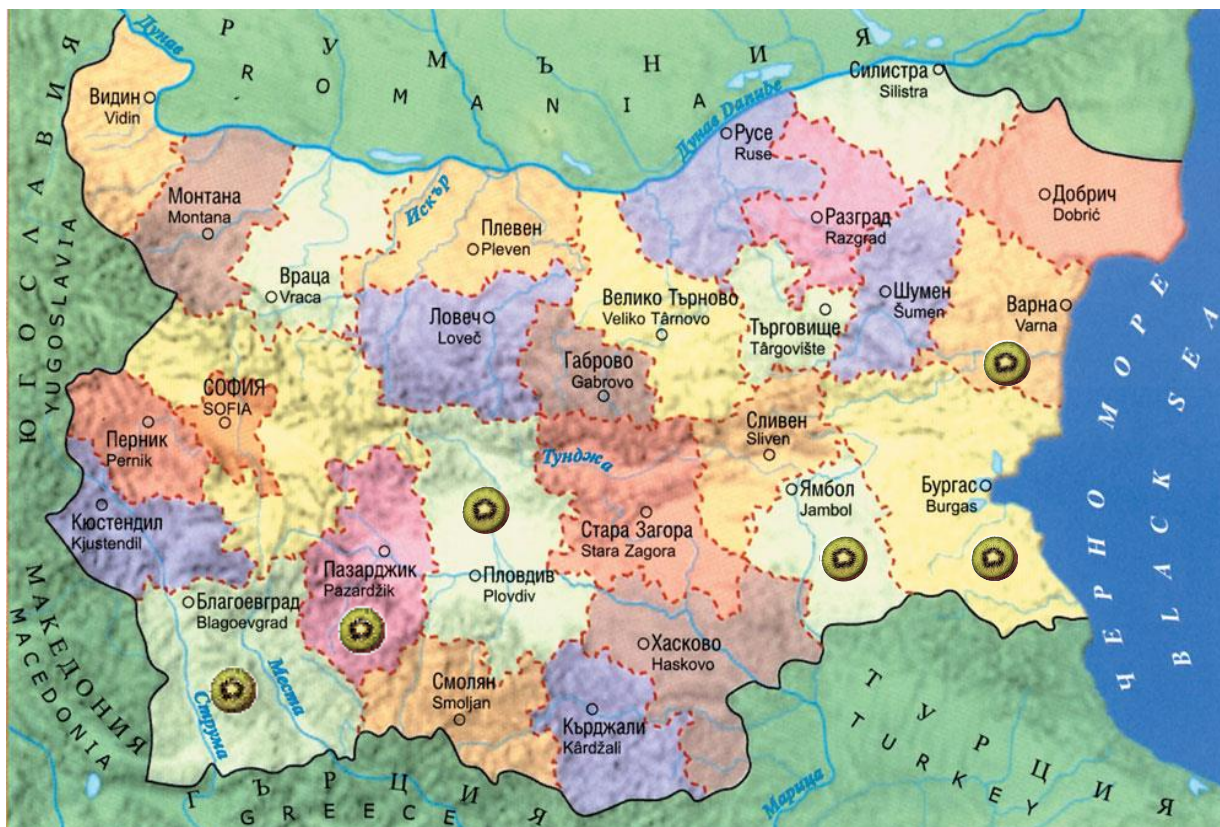 РУМЪНИЯ
ROMANIA
ЮГОСЛАВИЯ
YUGOSLAVIA
МАКЕДОНИЯ
MACEDONIA
ГЪРЦИЯ
GREECE
ТУРЦИЯ
TURKEY
ЧЕРНО МОРЕ
BLACK SEA
Дунав
Дунав Danube
Искър
Тунджа
Места
Струма
Марица
Видин
Vidin
Монтана
Montana
Враца
Vraca
Плевен
Pleven
Ловеч
Loveč
Габрово
Gabrovo
Велико Търново
Veliko Târnovo
Русе
Ruse
Силистра
Silistra
Разград
Razgrad
Добрич
Dobrić
Търговище
Târgovište
Шумен
Šumen
Варна
Varna
СОФИЯ
SOFIA
Перник
Pernik
Кюстендил
Kjustendil
Благоевград
Blagoevgrad
Пазарджик
Pazardžik
Пловдив
Plovdiv
Смолян
Smoljan
Стара Загора
Stara Zagora
Сливен
Sliven
Ямбол
Jambol
Бургас
Burgas
Хасково
Haskovo
Кърджали
Kârdžali